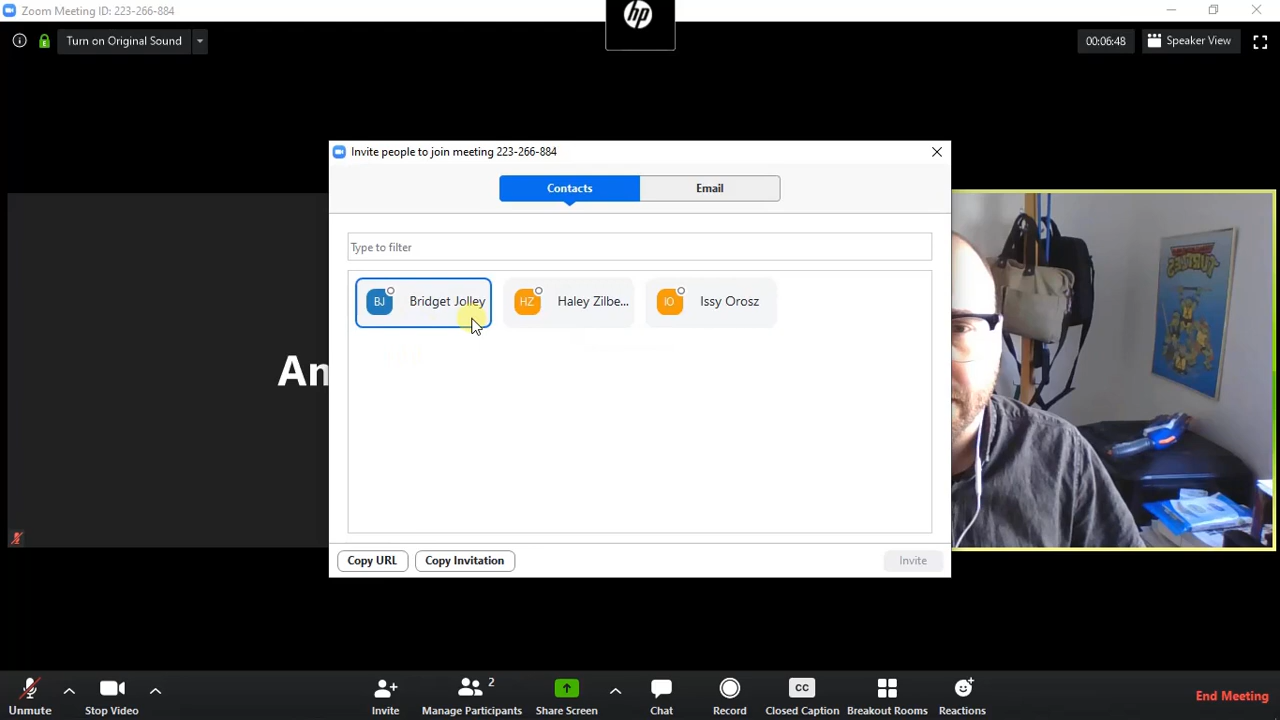 Zoom Meeting ID: 223-266-884
hp
Turn on Original Sound
00:06:48
Speaker View
Invite people to join meeting 223-266-884
Contacts
Email
Type to filter
BJ
Bridget Jolley
HZ
Haley Zilbe...
IO
Issy Orosz
An
TURTLES
Copy URL
Copy Invitation
Invite
Unmute
Stop Video
Invite
2
Manage Participants
Share Screen
Chat
Record
CC
Closed Caption
Breakout Rooms
Reactions
End Meeting